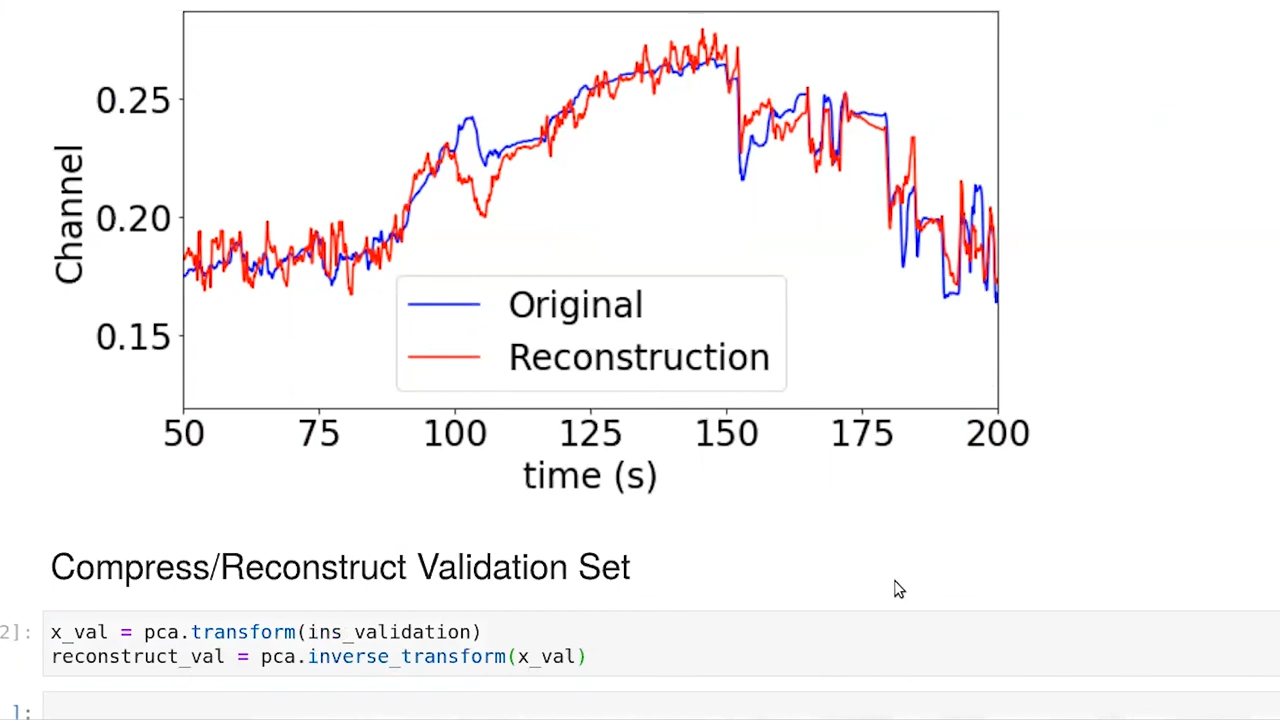 0.25
0.20
0.15
Channel
Original
Reconstruction
50 75 100 125 150 175 200
time (s)
Compress/Reconstruct Validation Set
2]: x_val = pca.transform(ins_validation)
reconstruct_val = pca.inverse_transform(x_val)
]: